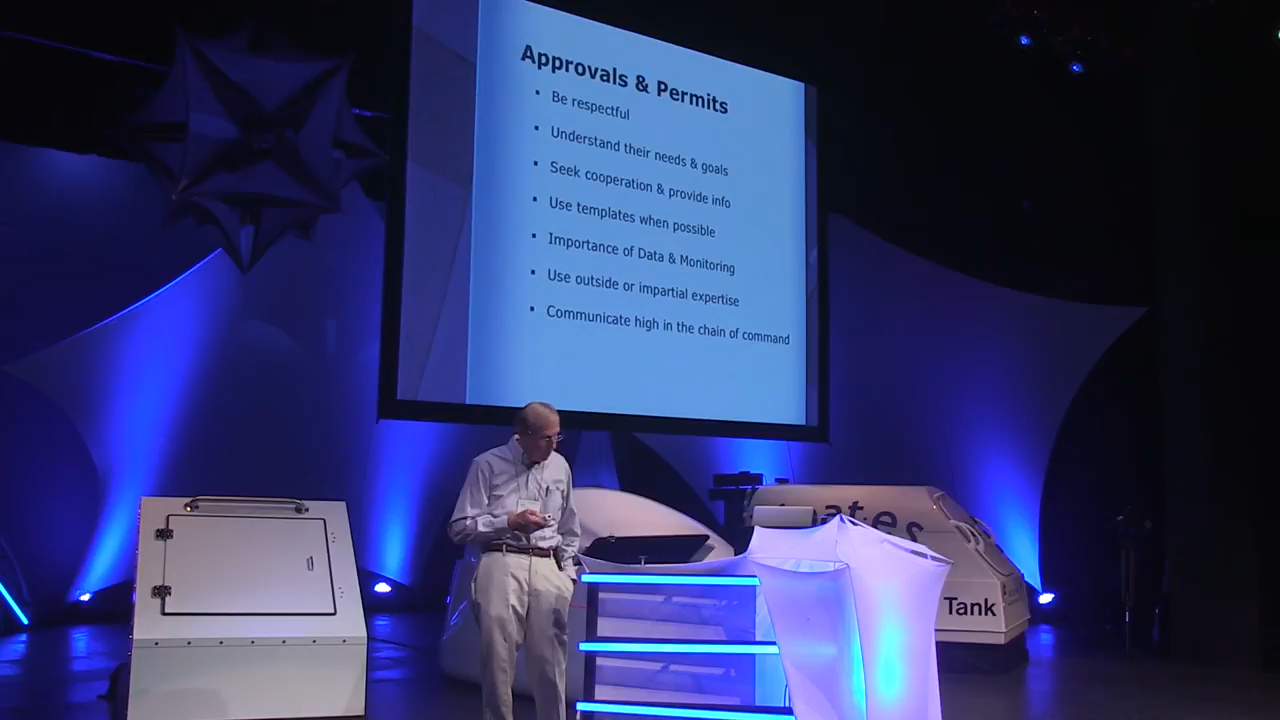 Approvals & Permits
Be respectful
Understand their needs & goals
Seek cooperation & provide info
Use templates when possible
Importance of Data & Monitoring
Use outside or impartial expertise
Communicate high in the chain of command
Tank